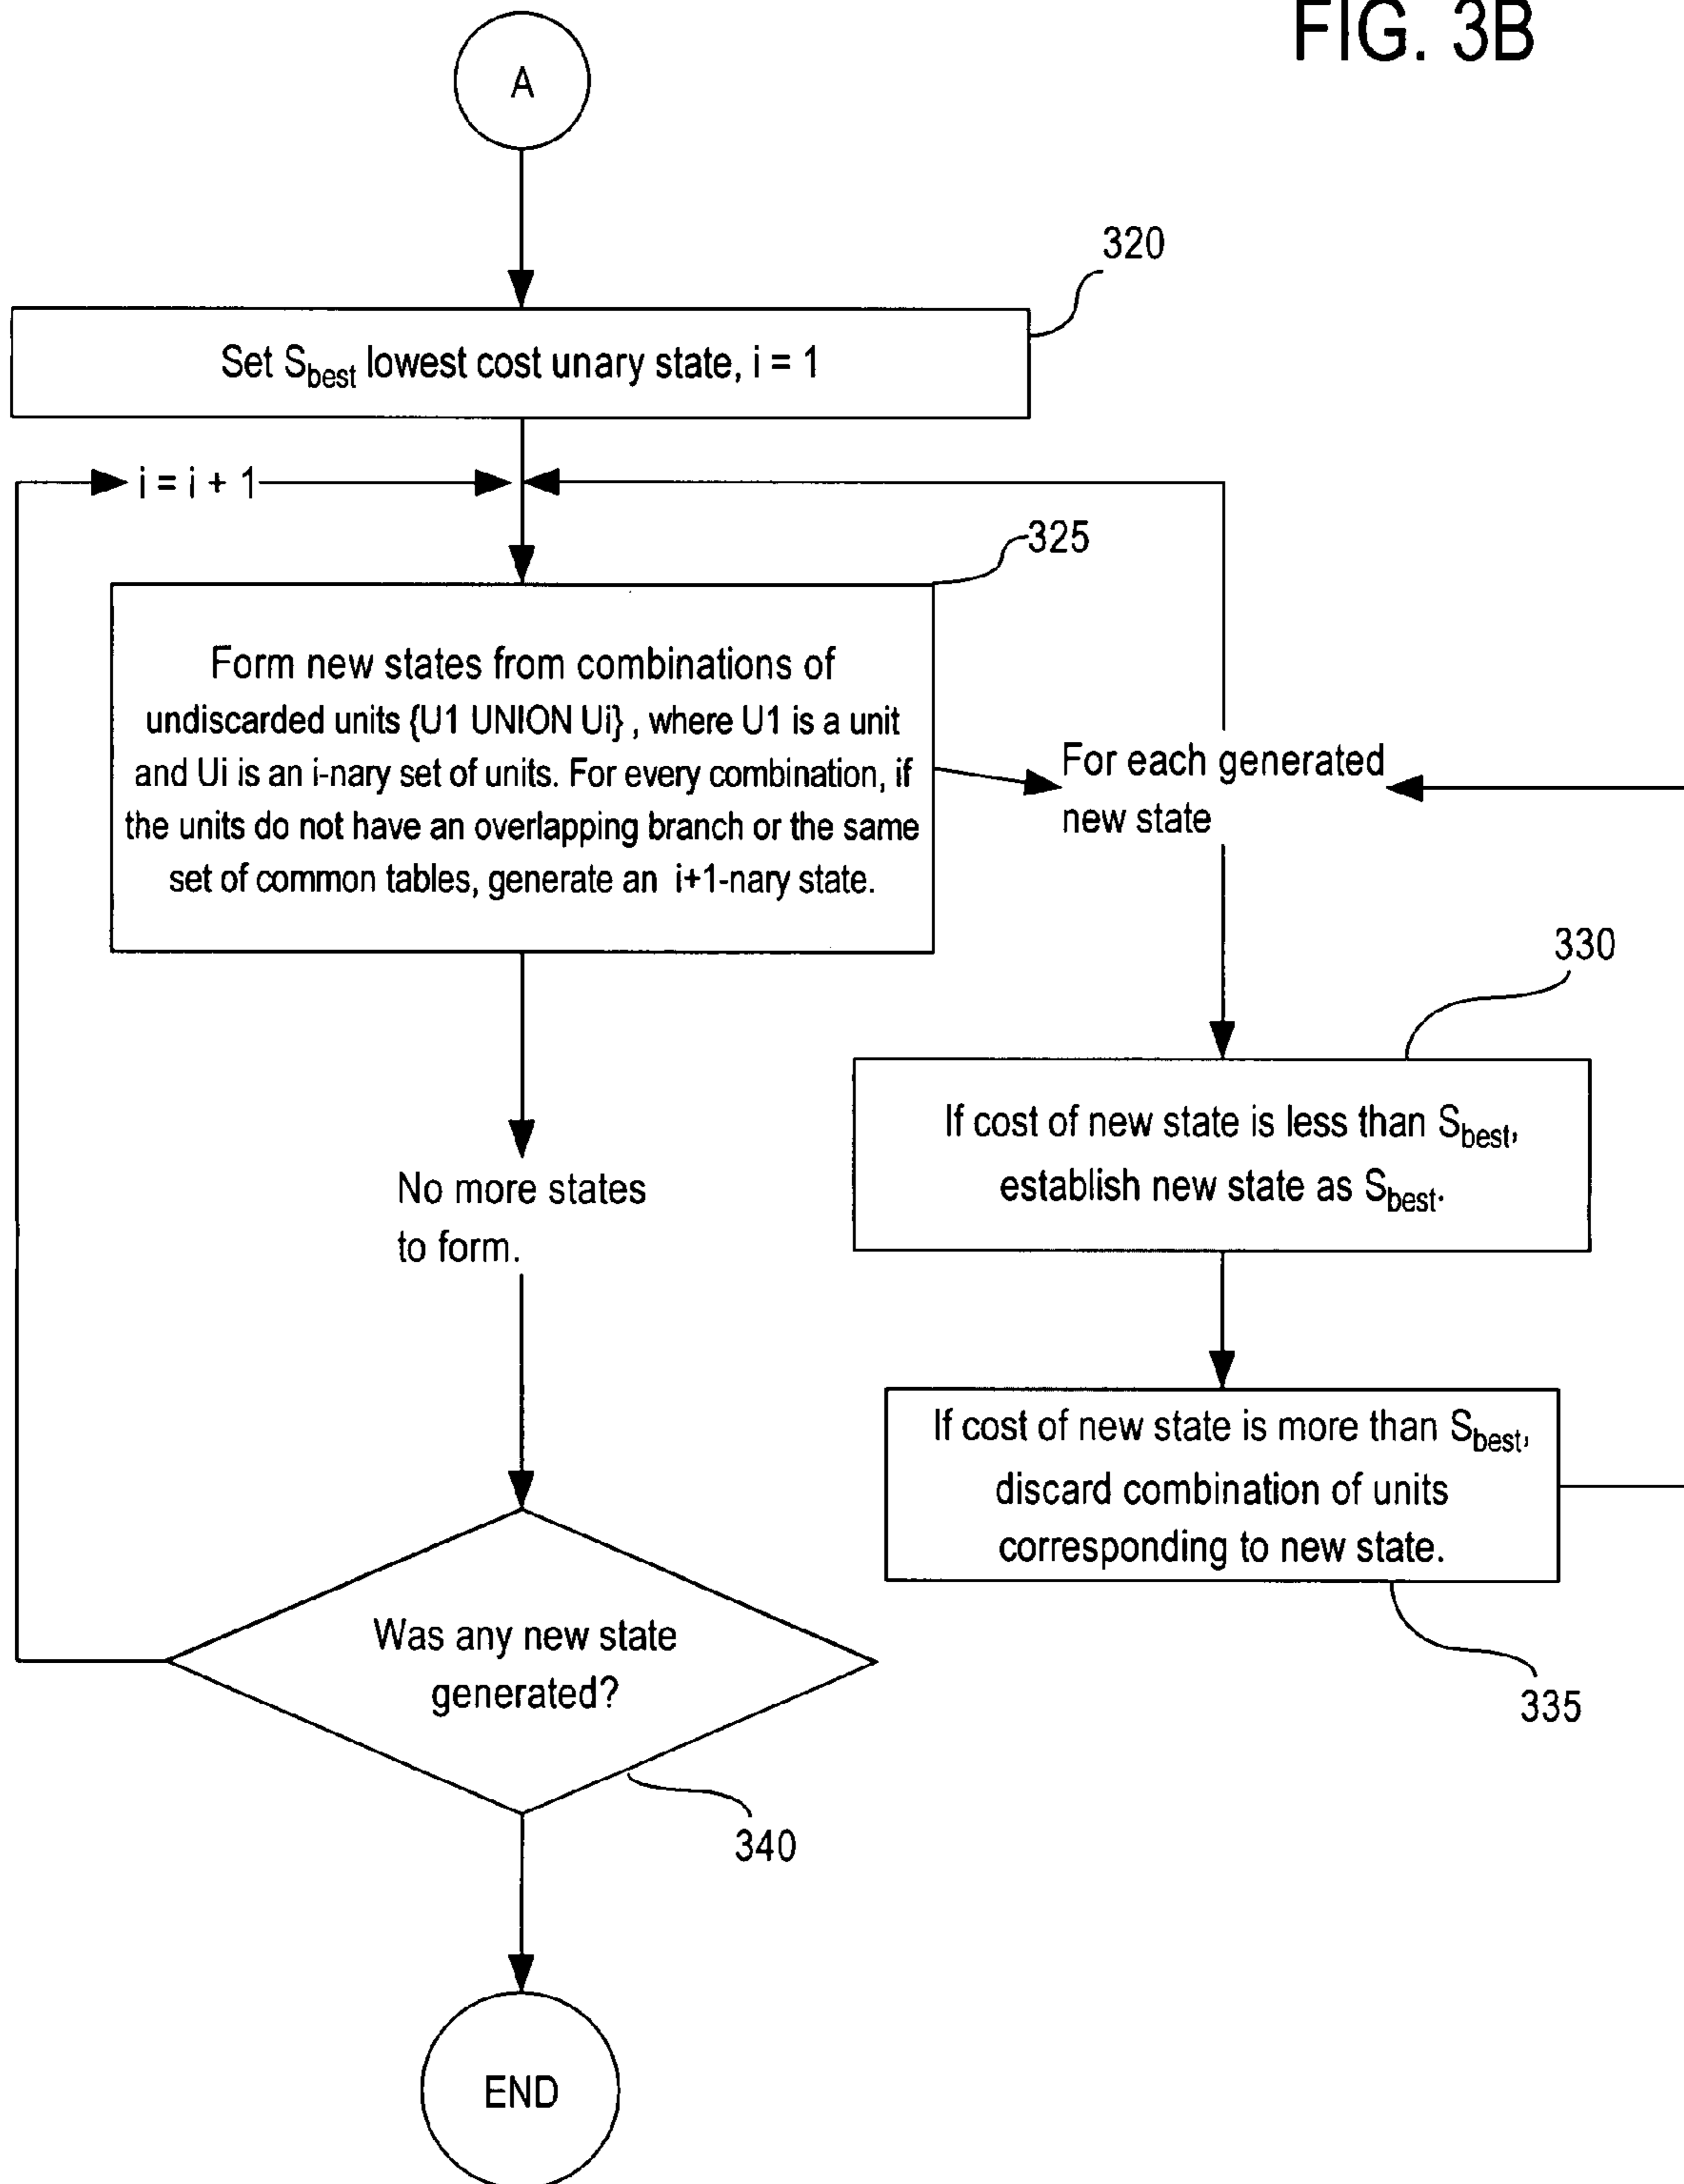 FIG. 3B
A
320
Set Sbest lowest cost unary state, i = 1
i = i + 1
325
Form new states from combinations of
undiscarded units {U1 UNION Ui} , where U1 is a unit
and Ui is an i-nary set of units. For every combination, if
the units do not have an overlapping branch or the same
set of common tables, generate an i+1-nary state.
For each generated
new state
330
If cost of new state is less than Sbest,
establish new state as Sbest.
No more states
to form.
If cost of new state is more than Sbest,
discard combination of units
corresponding to new state.
335
Was any new state
generated?
340
END